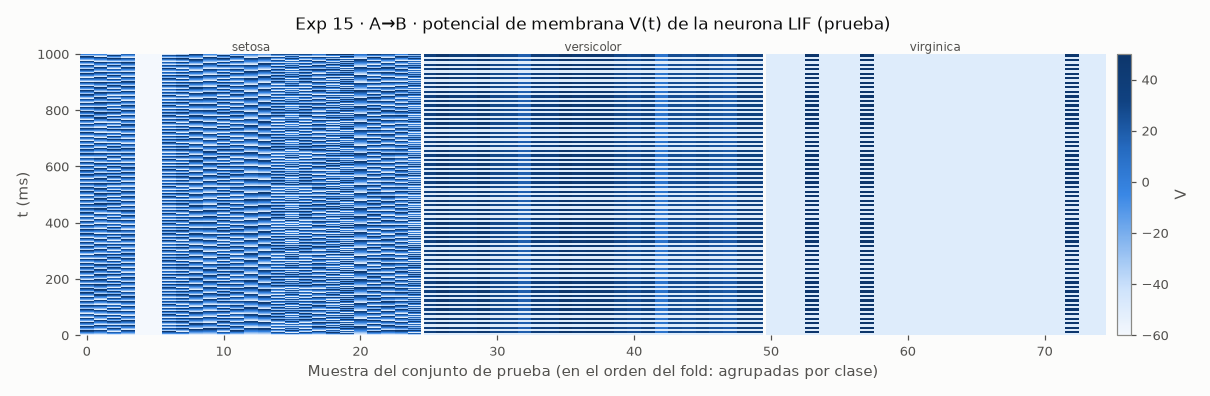 Exp 15 · A→B · potencial de membrana V(t) de la neurona LIF (prueba)
setosa versicolor virginica
1000
800
600
400
200
0
t (ms)
0 10 20 30 40 50 60 70
Muestra del conjunto de prueba (en el orden del fold: agrupadas por clase)
40
20
0
−20
−40
−60
V